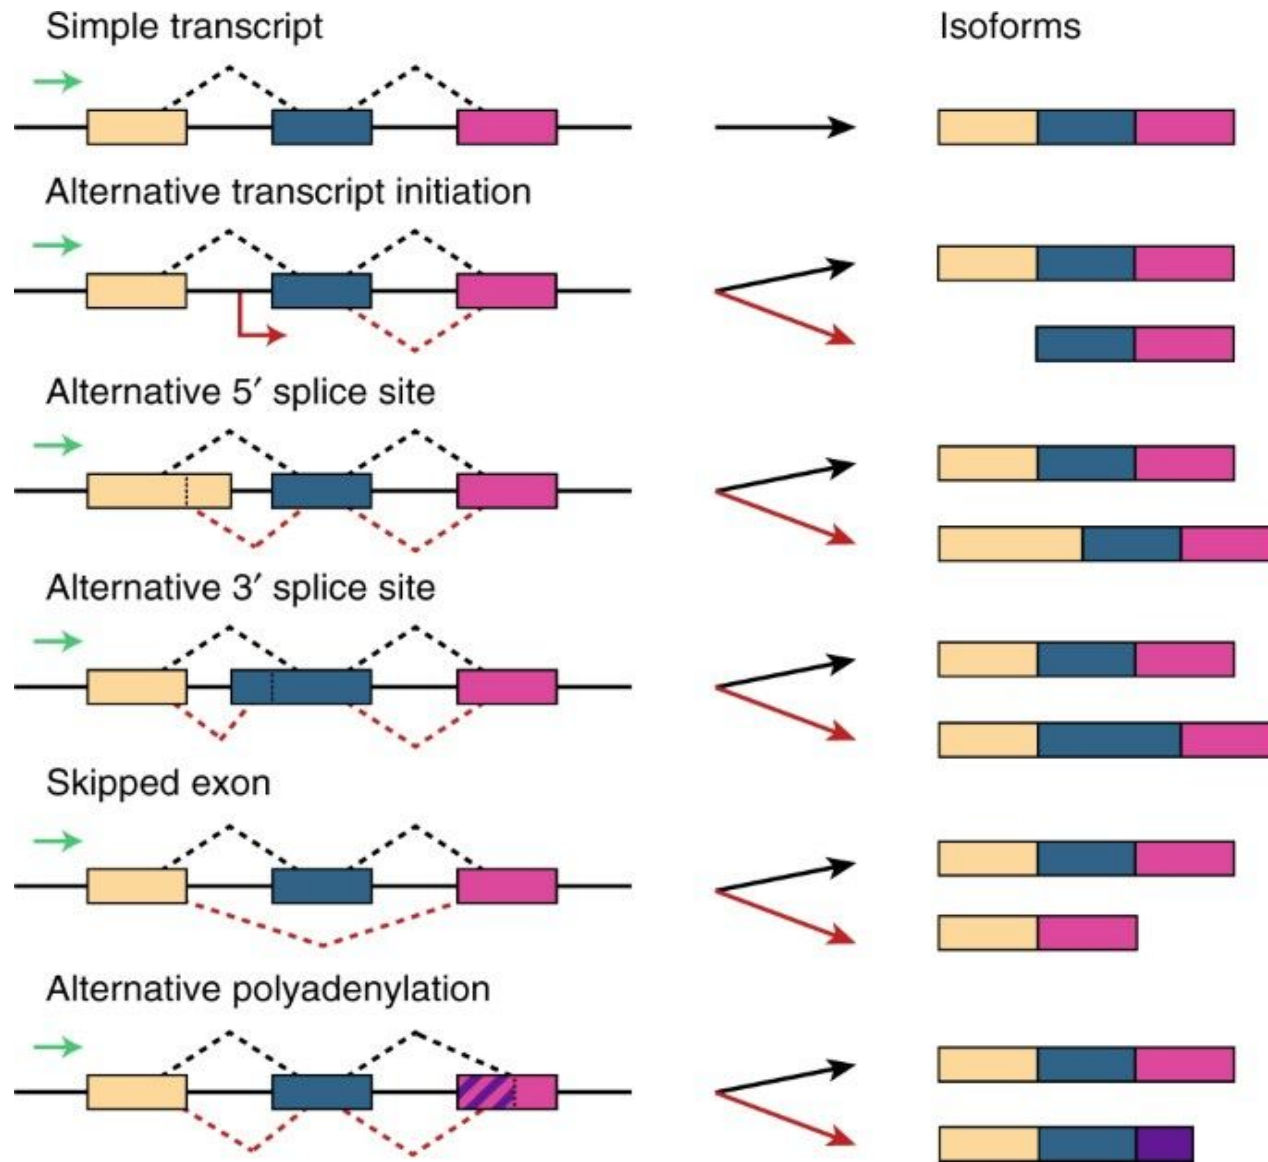 Simple transcript
Isoforms
Alternative transcript initiation
Alternative 5′ splice site
Alternative 3′ splice site
Skipped exon
Alternative polyadenylation